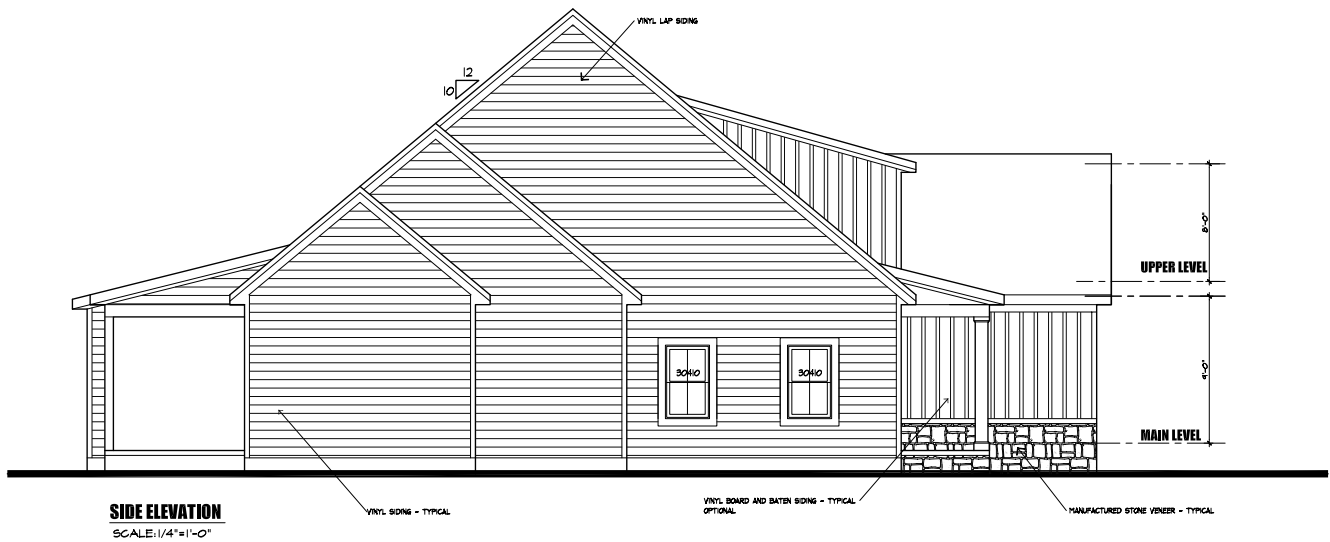 VINYL LAP SIDING
12
10
8'-0"
UPPER LEVEL
30410
30410
9'-0"
MAIN LEVEL
VINYL SIDING - TYPICAL
VINYL BOARD AND BATEN SIDING - TYPICAL
OPTIONAL
MANUFACTURED STONE VENEER - TYPICAL
SIDE ELEVATION
SCALE:1/4"=1'-0"